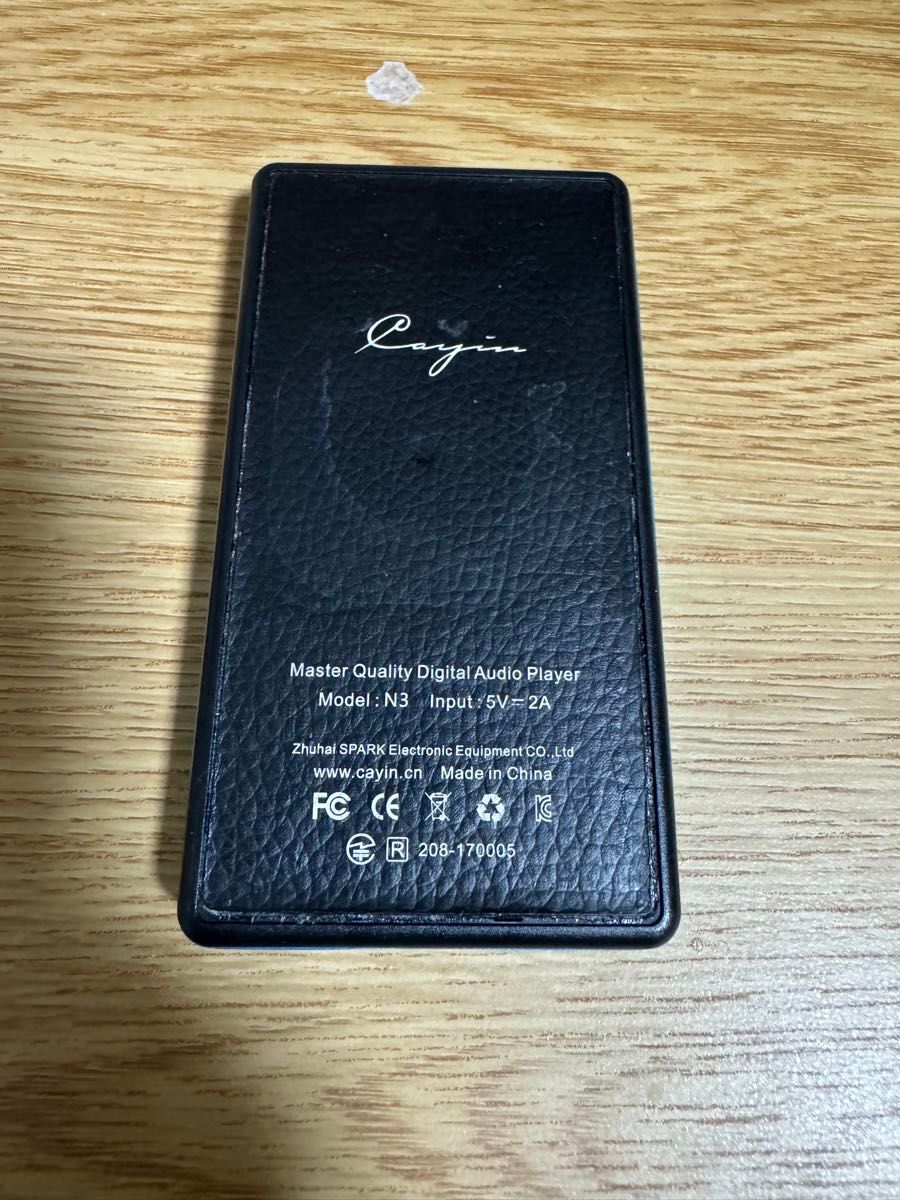 Cayin
Master Quality Digital Audio Player
Model : N3 Input : 5V⎓2A
Zhuhai SPARK Electronic Equipment CO.,Ltd
www.cayin.cn Made in China
FC CE
R 208-170005